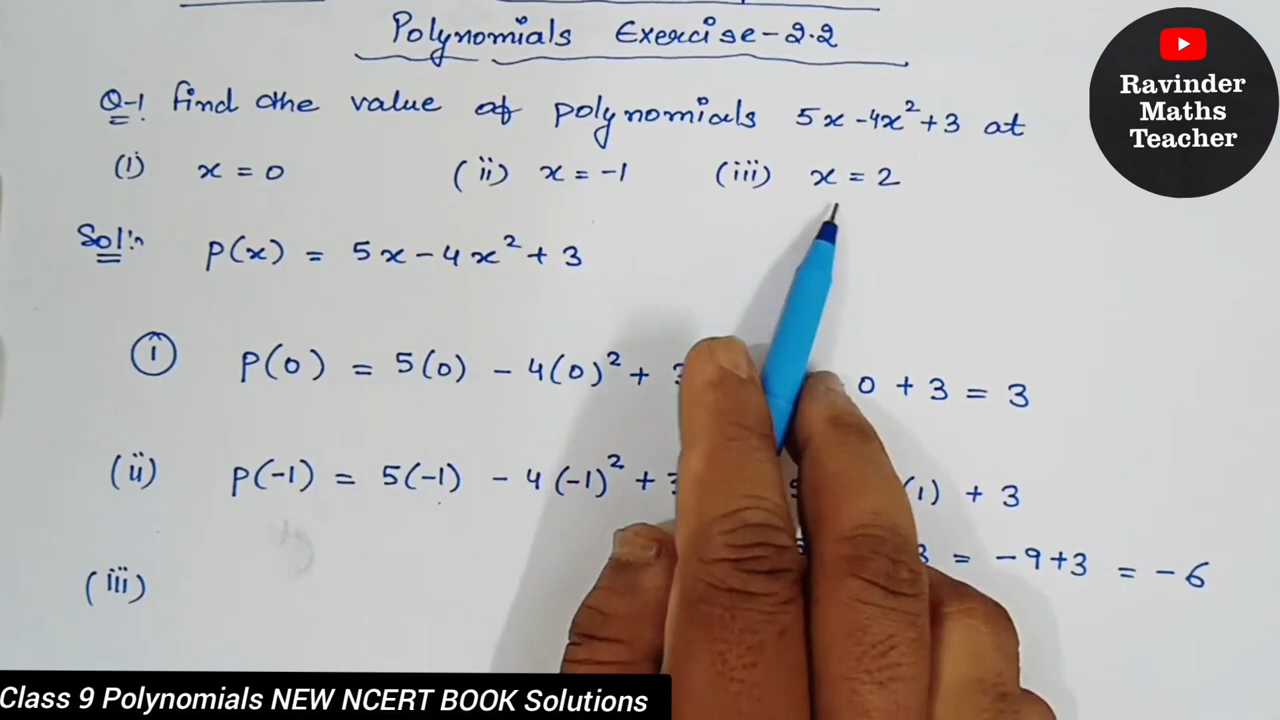 Polynomials Exercise-2.2
Q-1 find the value of polynomials 5x-4x²+3 at
(i) x = 0 (ii) x = -1 (iii) x = 2
Sol:n p(x) = 5x-4x²+3
(i) p(0) = 5(0) - 4(0)²+ 0 + 3 = 3
(ii) p(-1) = 5(-1) - 4(-1)²+ (1) + 3
= -9+3 = -6
(iii)
Ravinder
Maths
Teacher
Class 9 Polynomials NEW NCERT BOOK Solutions